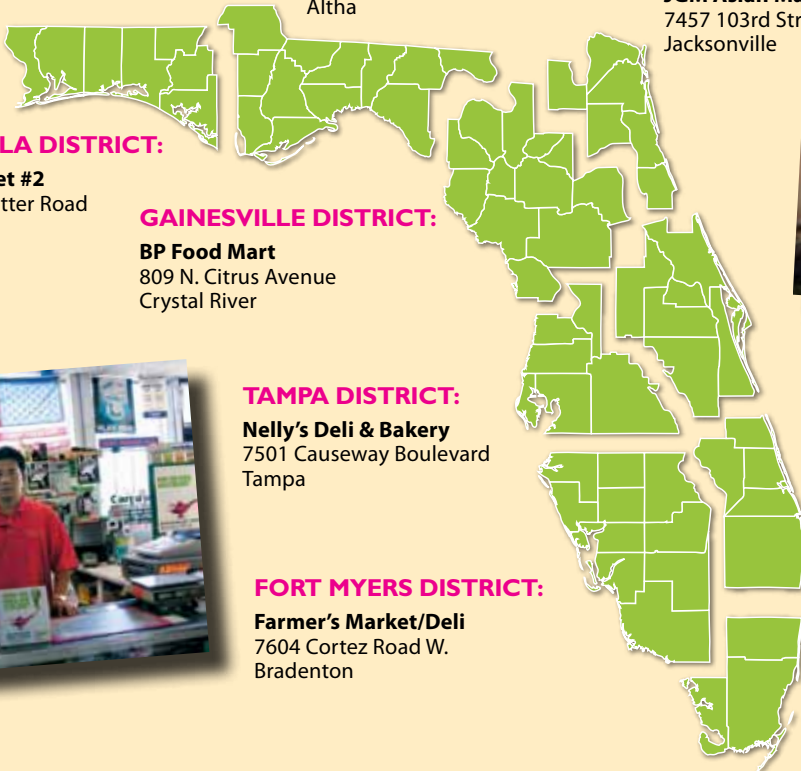 Altha
7457 103rd Str
Jacksonville
LA DISTRICT:
et #2
tter Road
GAINESVILLE DISTRICT:
BP Food Mart
809 N. Citrus Avenue
Crystal River
TAMPA DISTRICT:
Nelly's Deli & Bakery
7501 Causeway Boulevard
Tampa
FORT MYERS DISTRICT:
Farmer's Market/Deli
7604 Cortez Road W.
Bradenton